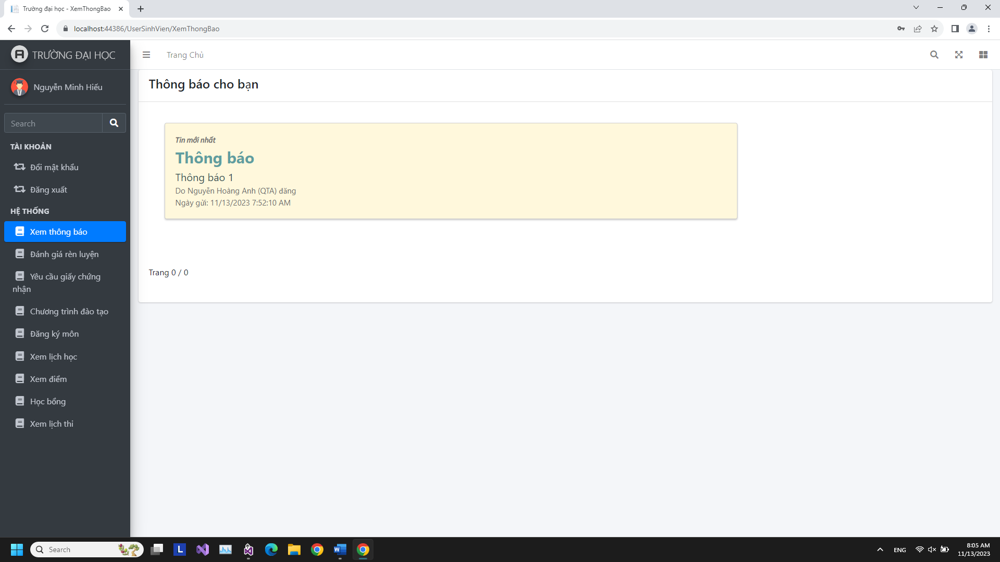 Trường đại học - XemThongBao
localhost:44386/UserSinhVien/XemThongBao
TRƯỜNG ĐẠI HỌC
Trang Chủ
Nguyễn Minh Hiếu
Search
TÀI KHOẢN
Đổi mật khẩu
Đăng xuất
HỆ THỐNG
Xem thông báo
Đánh giá rèn luyện
Yêu cầu giấy chứng
nhận
Chương trình đào tạo
Đăng ký môn
Xem lịch học
Xem điểm
Học bổng
Xem lịch thi
Thông báo cho bạn
Tin mới nhất
Thông báo
Thông báo 1
Do Nguyễn Hoàng Anh (QTA) đăng
Ngày gửi: 11/13/2023 7:52:10 AM
Trang 0 / 0
Search
L
W
ENG
8:05 AM
11/13/2023